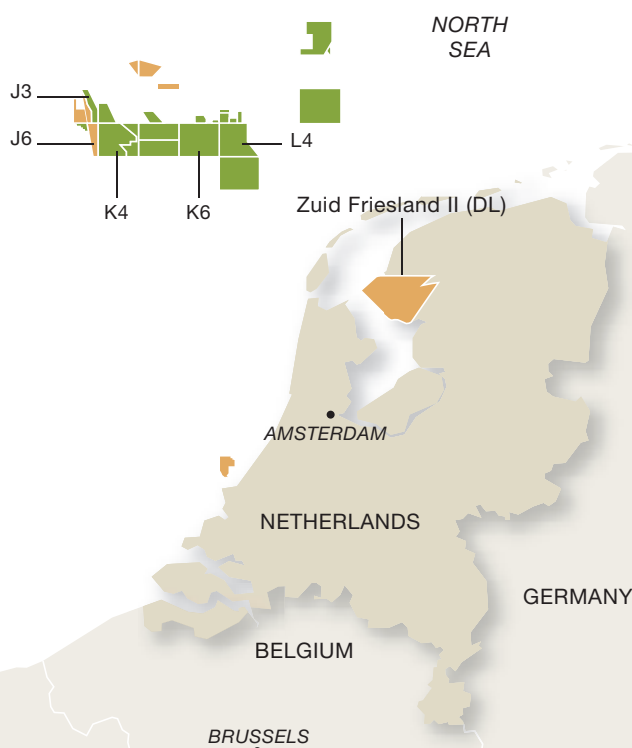 NORTH
SEA
J3
J6
L4
K4
K6
Zuid Friesland II (DL)
AMSTERDAM
NETHERLANDS
GERMANY
BELGIUM
BRUSSELS